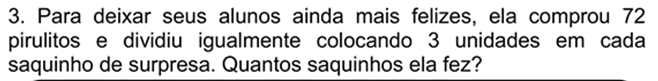 3. Para deixar seus alunos ainda mais felizes, ela comprou 72
pirulitos e dividiu igualmente colocando 3 unidades em cada
saquinho de surpresa. Quantos saquinhos ela fez?